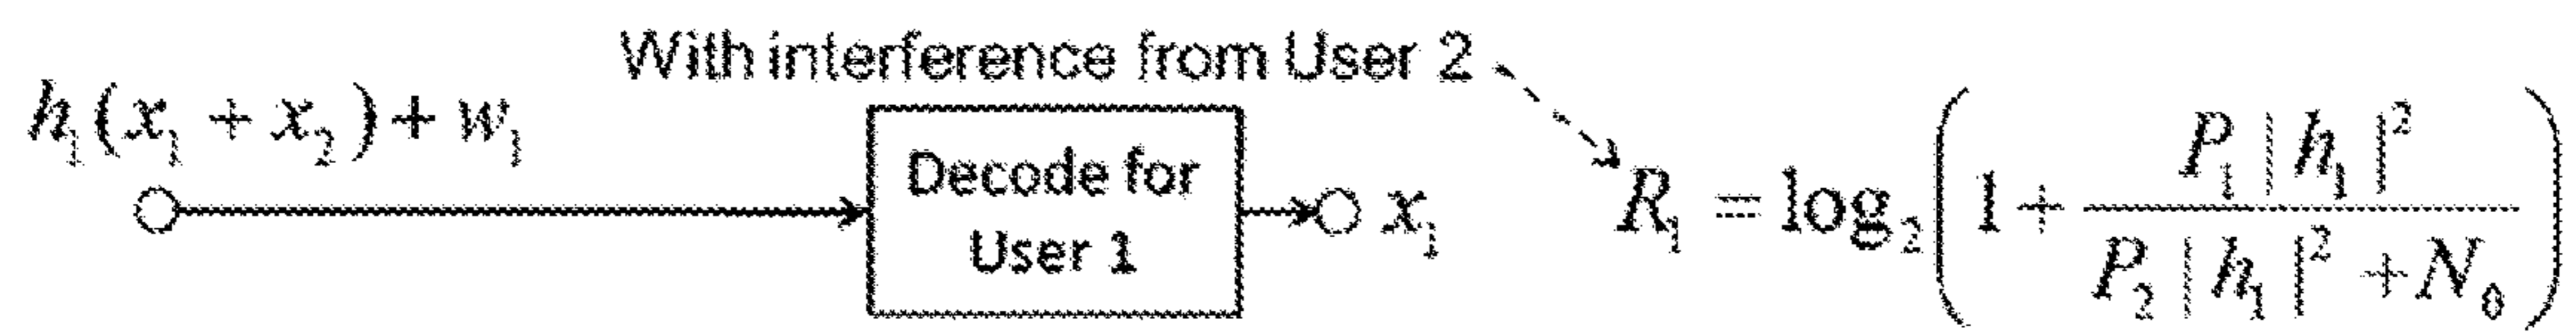 With interference from User 2
h₁(x₁ + x₂) + w₁
Decode for
User 1
x₁
R₁ = log₂(1 + P₁|h₁|² / (P₂|h₁|² + N₀))